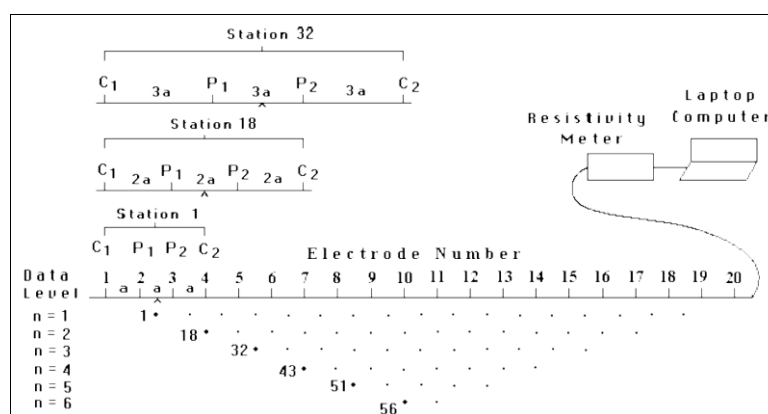 Station 32
C1 3a P1 3a P2 3a C2
Station 18
C1 2a P1 2a P2 2a C2
Station 1
C1 P1 P2 C2
Laptop Computer
Resistivity Meter
Electrode Number
Data Level
1 2 3 4 5 6 7 8 9 10 11 12 13 14 15 16 17 18 19 20
a a a
n = 1 1
n = 2 18
n = 3 32
n = 4 43
n = 5 51
n = 6 56